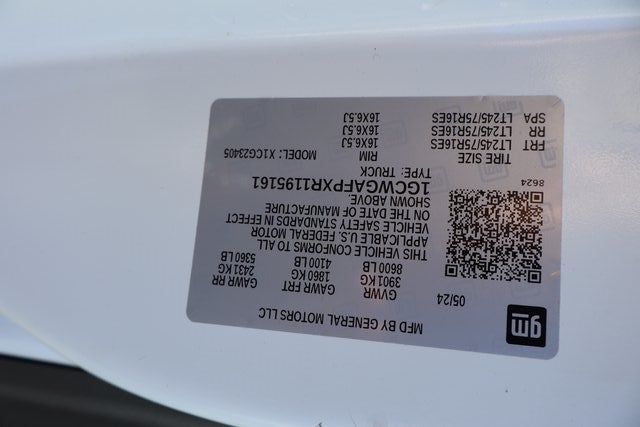 gm
MFD BY GENERAL MOTORS LLC
05/24 GVWR GAWR FRT GAWR RR
3901 KG 1860 KG 2431 KG
8600 LB 4100 LB 5360 LB
THIS VEHICLE CONFORMS TO ALL
APPLICABLE U.S. FEDERAL MOTOR
VEHICLE SAFETY STANDARDS IN EFFECT
ON THE DATE OF MANUFACTURE
SHOWN ABOVE.
1GCWGAFPXR1195161
8624 TYPE: TRUCK MODEL: X1CG23405
TIRE SIZE RIM
FRT LT245/75R16ES 16X6.5J
RR LT245/75R16ES 16X6.5J
SPA LT245/75R16ES 16X6.5J